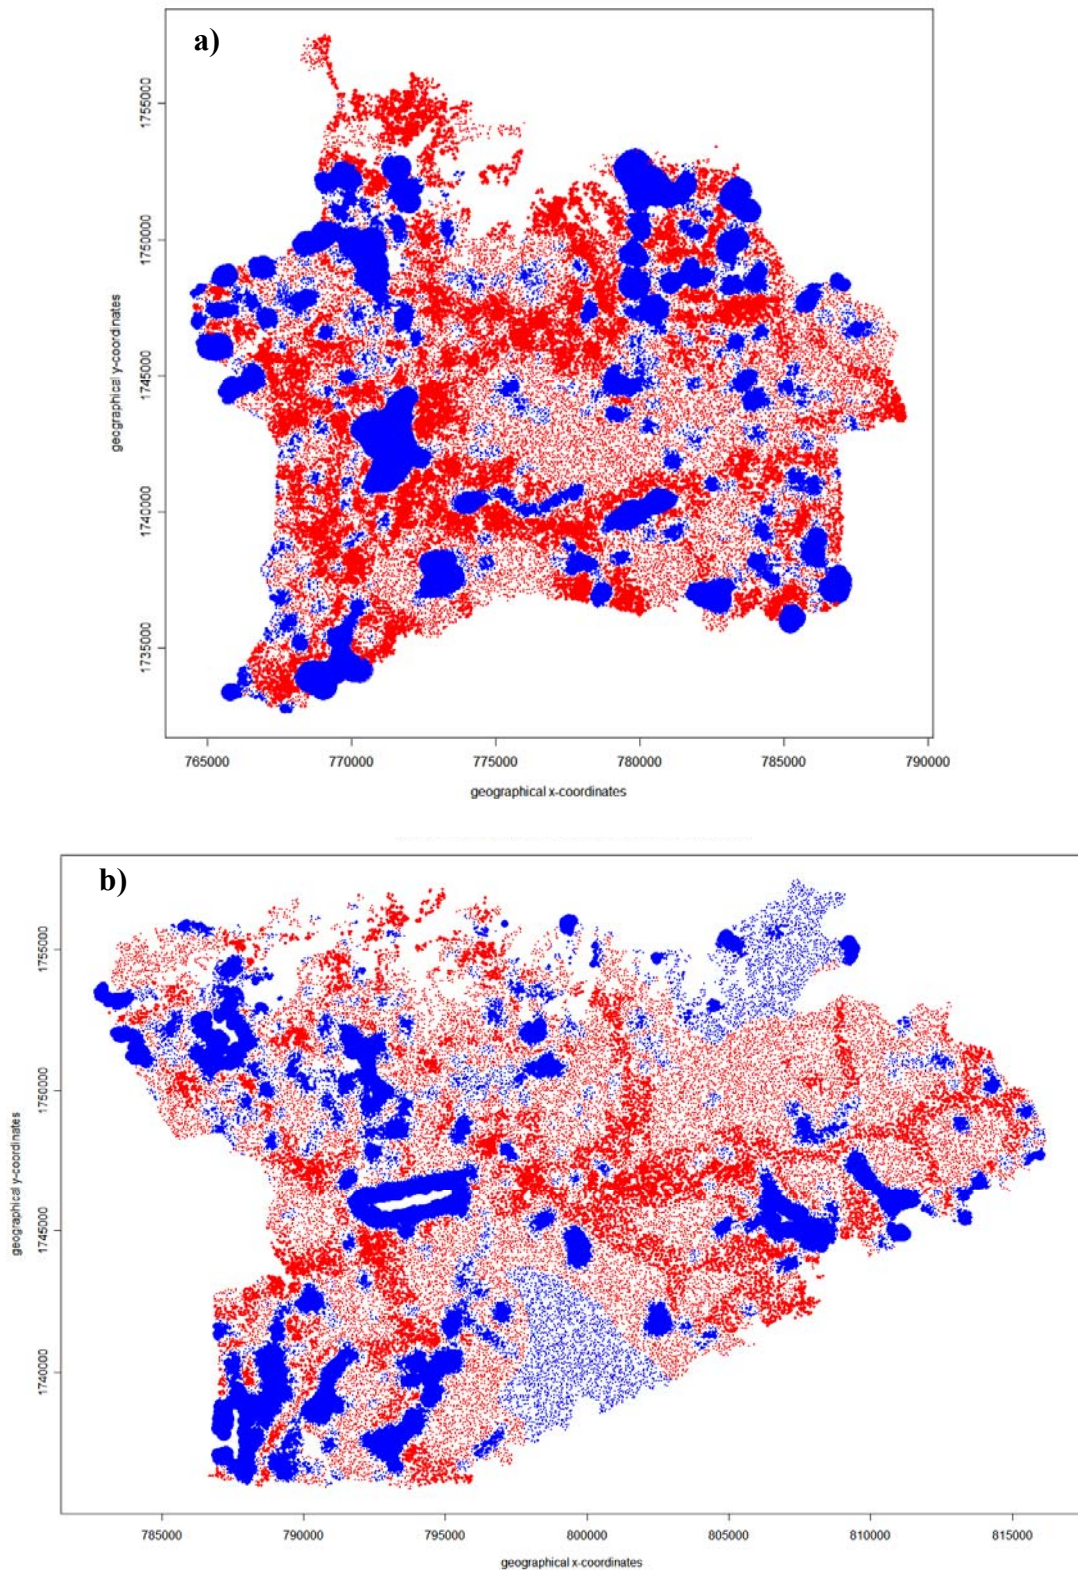 a)
geographical y-coordinates
1755000
1750000
1745000
1740000
1735000
765000 770000 775000 780000 785000 790000
geographical x-coordinates
b)
geographical y-coordinates
1755000
1750000
1745000
1740000
785000 790000 795000 800000 805000 810000 815000
geographical x-coordinates